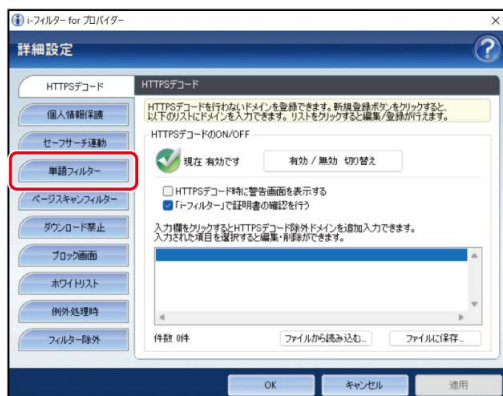 i-フィルター for プロバイダー
詳細設定
HTTPSデコード
個人情報保護
セーフサーチ連動
単語フィルター
ページスキャンフィルター
ダウンロード禁止
ブロック画面
ホワイトリスト
例外処理時
フィルター除外
HTTPSデコード
HTTPSデコードを行わないドメインを登録できます。新規登録ボタンをクリックすると、
以下のリストにドメインを入力できます。リストをクリックすると編集/登録が行えます。
HTTPSデコードのON/OFF
現在 有効です
有効 / 無効 切り替え
HTTPSデコード時に警告画面を表示する
「i-フィルター」で証明書の確認を行う
入力欄をクリックするとHTTPSデコード除外ドメインを追加入力できます。
入力された項目を選択すると編集・削除ができます。
件数 0件
ファイルから読み込む...
ファイルに保存...
OK
キャンセル
適用